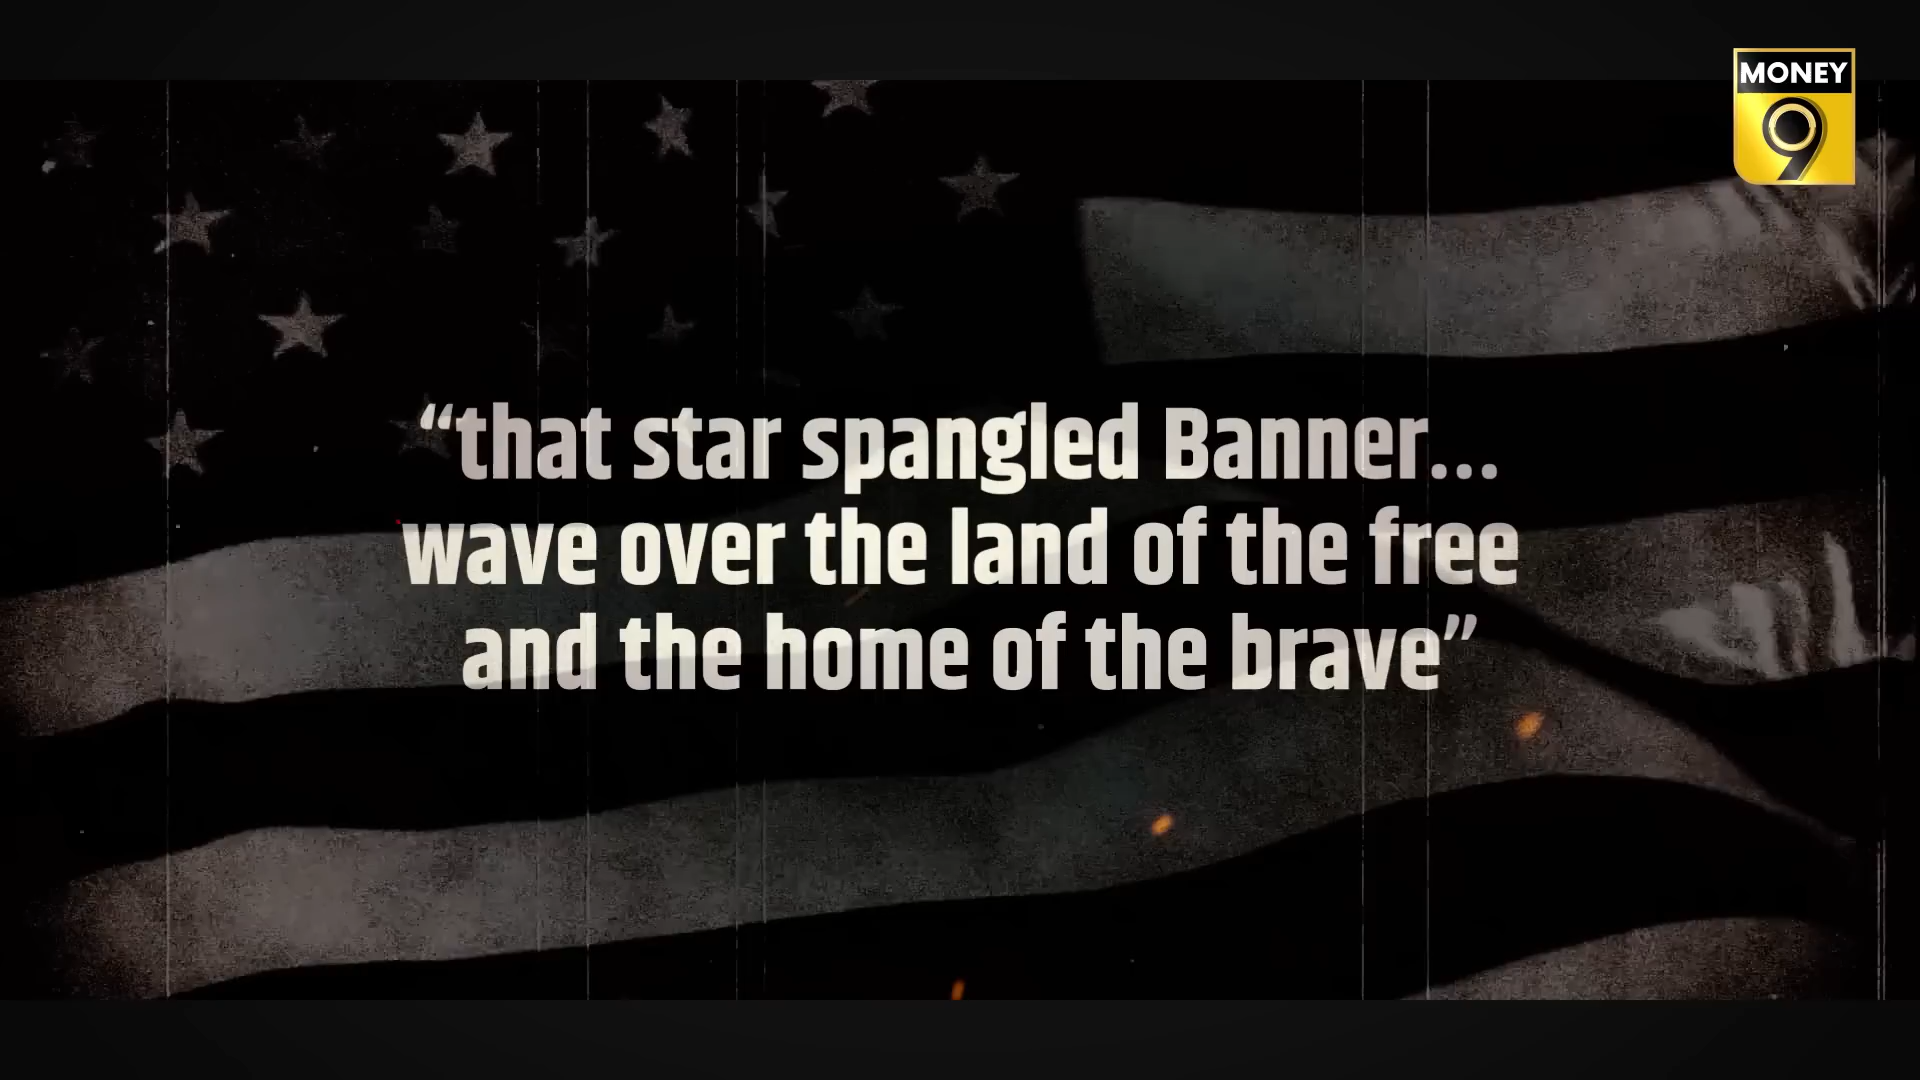 MONEY
9
“that star spangled Banner...
wave over the land of the free
and the home of the brave”